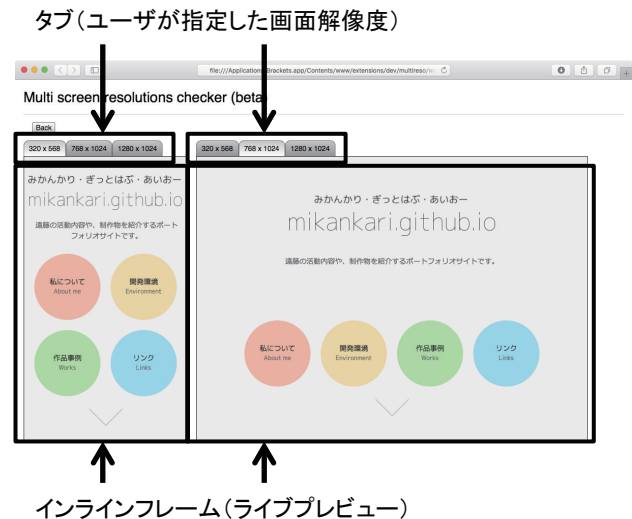 タブ（ユーザが指定した画面解像度）
file:///Applications/Brackets.app/Contents/www/extensions/dev/multireso/
Multi screen resolutions checker (beta)
Back
320 x 568 768 x 1024 1280 x 1024
320 x 568 768 x 1024 1280 x 1024
みかんかり・ぎっとはぶ・あいおー
mikankari.github.io
遠藤の活動内容や、制作物を紹介するポート
フォリオサイトです。
私について
About me
開発環境
Environment
作品事例
Works
リンク
Links
みかんかり・ぎっとはぶ・あいおー
mikankari.github.io
遠藤の活動内容や、制作物を紹介するポートフォリオサイトです。
私について
About me
開発環境
Environment
作品事例
Works
リンク
Links
インラインフレーム（ライブプレビュー）